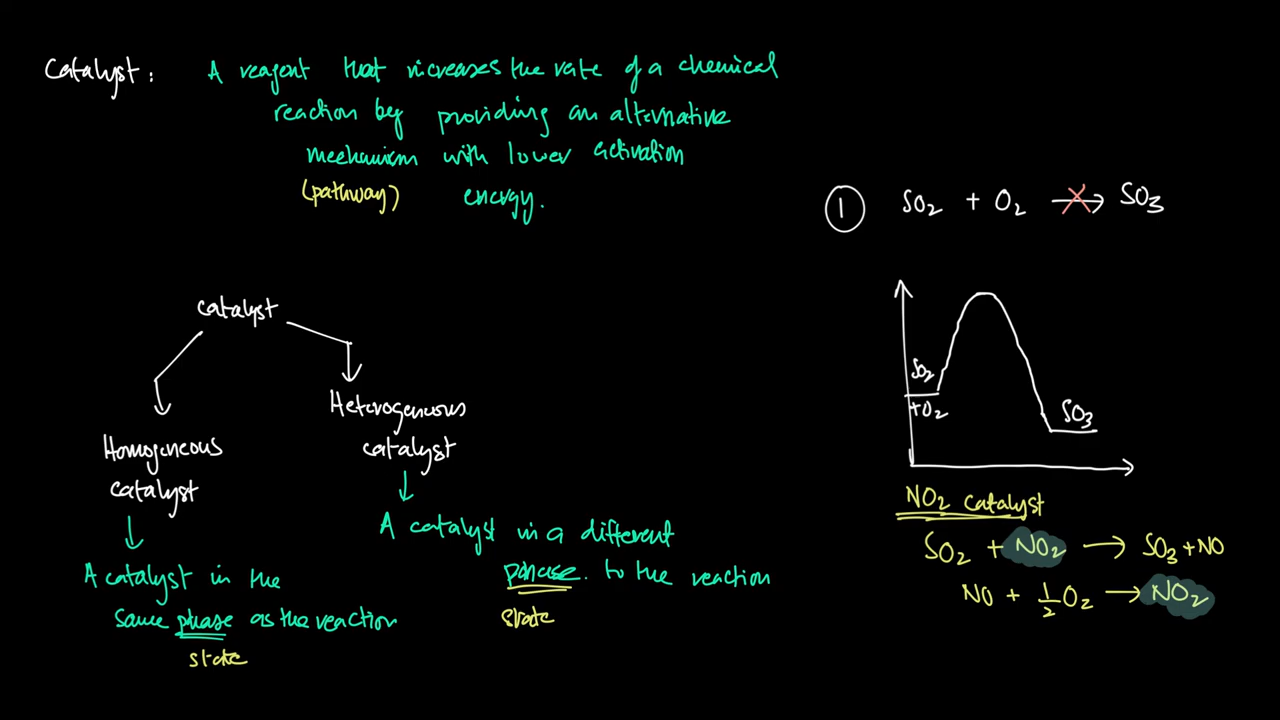 Catalyst : A reagent that increases the rate of a chemical
reaction by providing an alternative
mechanism with lower activation
(pathway) energy.
① SO2 + O2 → SO3
catalyst
Homogeneous
catalyst
A catalyst in the
same phase as the reaction
state
Heterogeneous
catalyst
A catalyst in a different
phase. to the reaction
state
SO2
+O2
SO3
NO2 catalyst
SO2 + NO2 → SO3 + NO
NO + 1/2 O2 → NO2